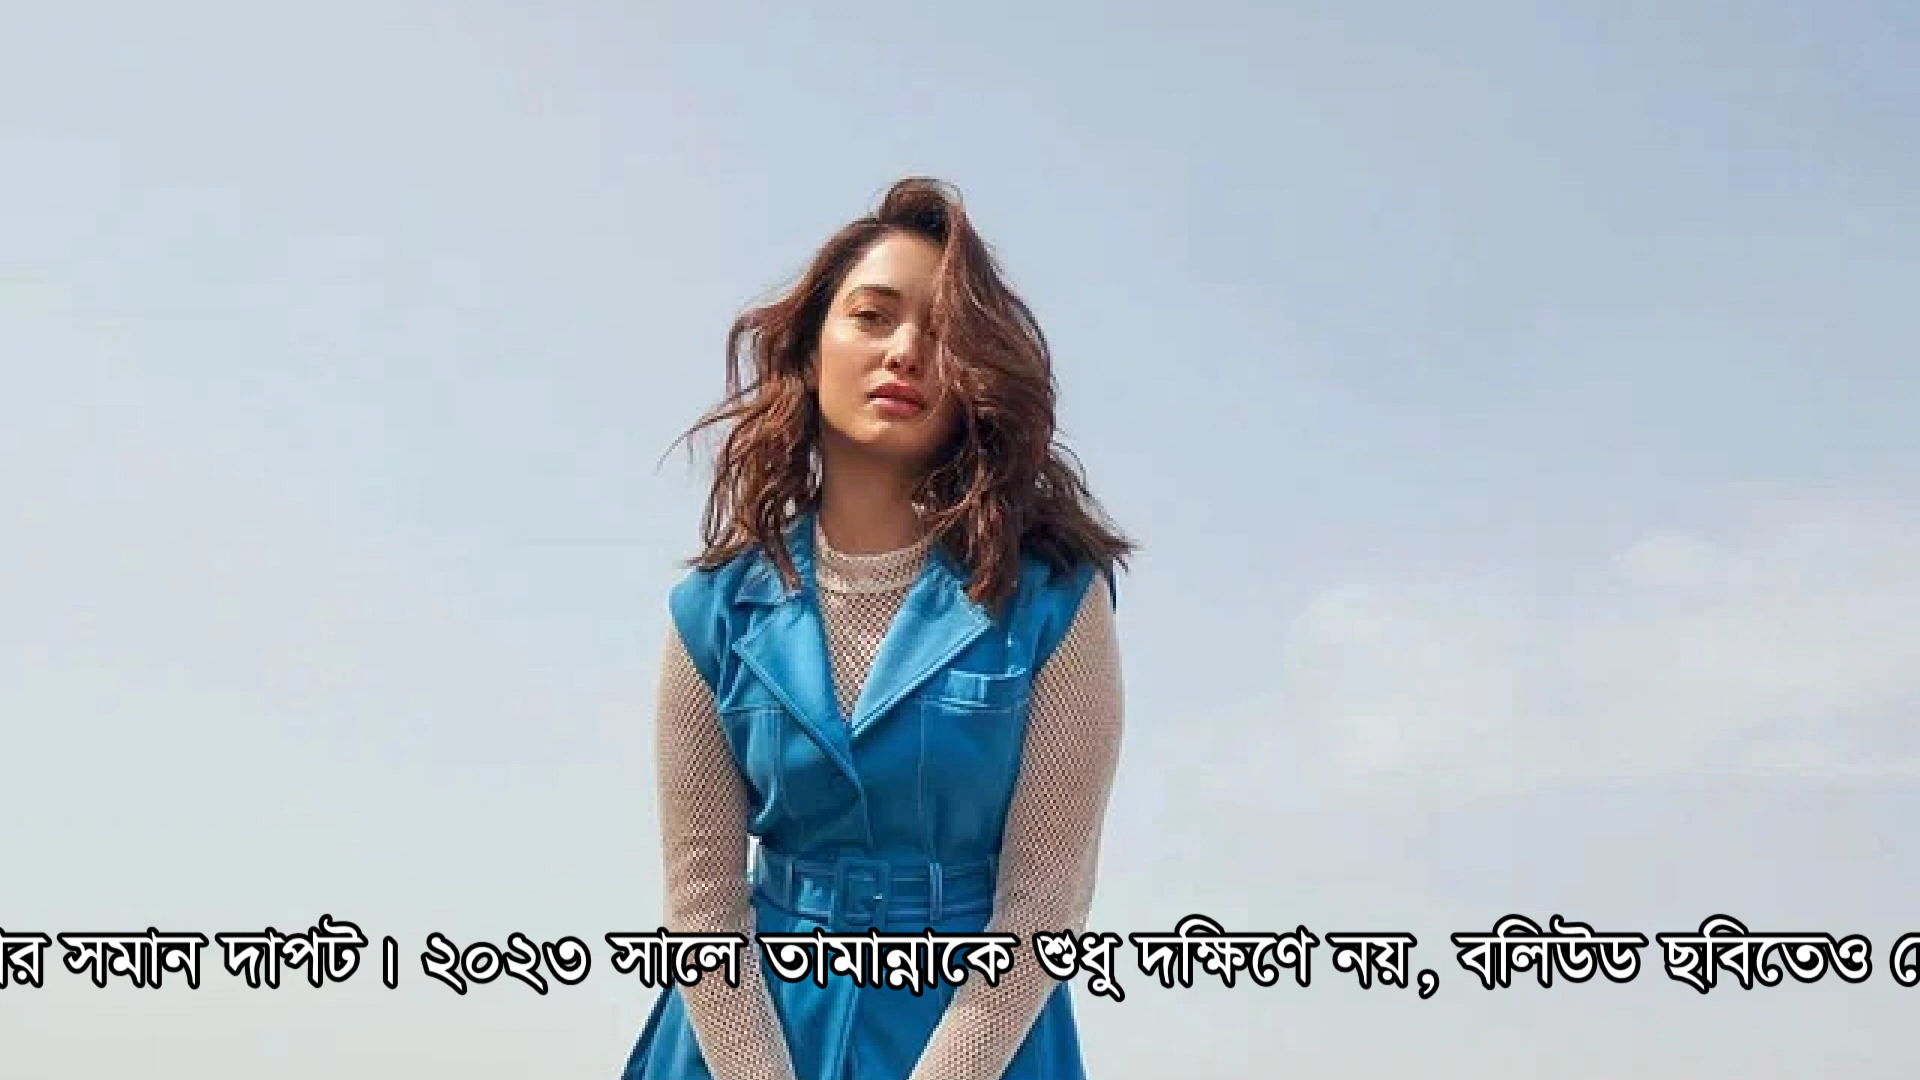 সমান দাপট। ২০২৩ সালে তামান্নাকে শুধু দক্ষিণে নয়, বলিউড ছবিতেও